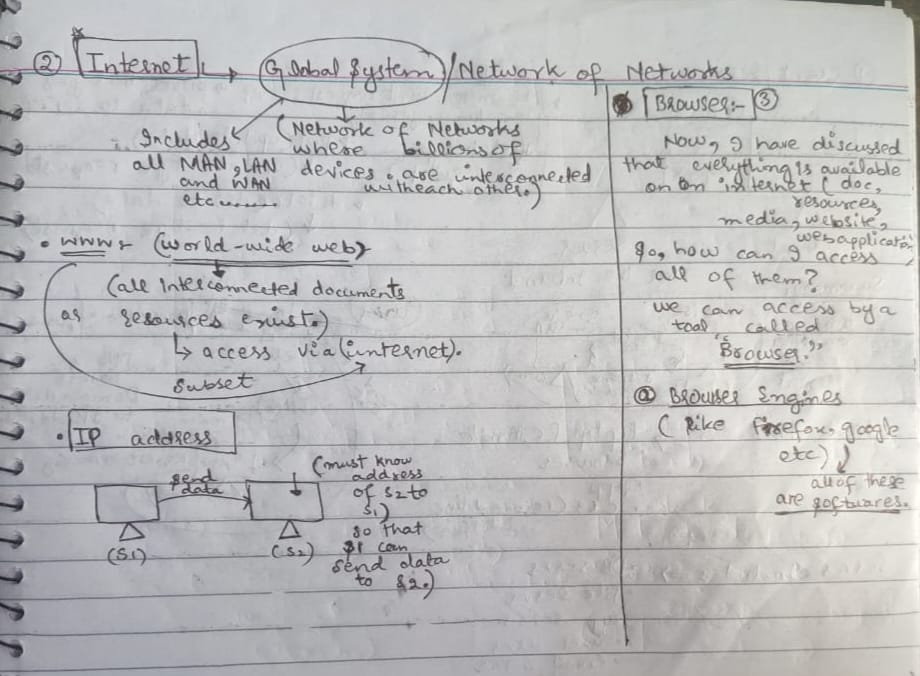 ② Internet → Global System / Network of Networks
Includes
all MAN, LAN
and WAN
etc........
(Network of Networks
where billions of
devices are interconnected
witheach other.)
• www → (world-wide web)
(all interconnected documents
or resources exist.)
↳ access via (internet).
subset
• IP address
send
data
(S1)
(S2)
(must know
address
of S2 to
S1)
so that
S1 can
send data
to S2.)
Browser:- ③
Now, I have discussed
that everything is available
on on internet (doc,
resources,
media, website,
webapplication
so, how can I access
all of them?
we can access by a
tool called
"Browser."
ⓐ Browser Engines
(like firefox, google
etc)
all of these
are softwares.